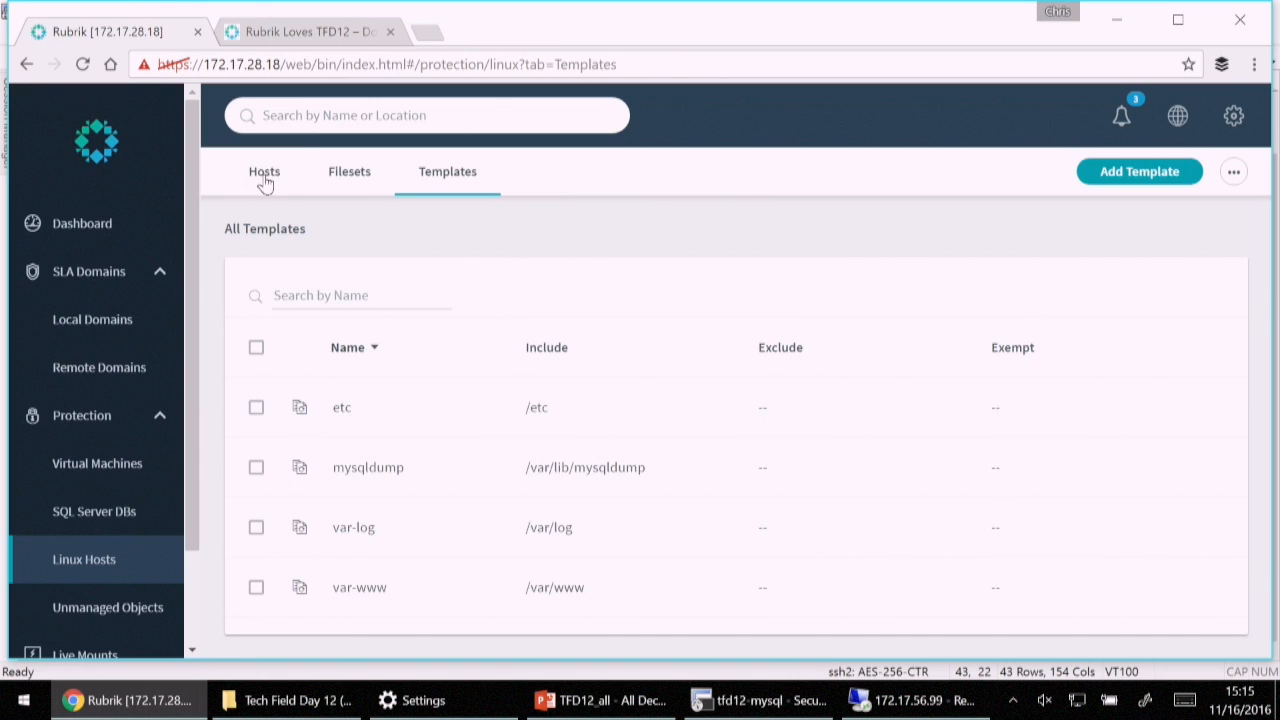 Chris
Rubrik [172.17.28.18]
Rubrik Loves TFD12 – Do
https://172.17.28.18/web/bin/index.html#/protection/linux?tab=Templates
Search by Name or Location
3
Hosts
Filesets
Templates
Add Template
Dashboard
SLA Domains
Local Domains
Remote Domains
Protection
Virtual Machines
SQL Server DBs
Linux Hosts
Unmanaged Objects
Live Mounts
All Templates
Search by Name
Name Include Exclude Exempt
etc /etc -- --
mysqldump /var/lib/mysqldump -- --
var-log /var/log -- --
var-www /var/www -- --
Ready
ssh2: AES-256-CTR 43, 22 43 Rows, 154 Cols VT100 CAP NUM
Rubrik [172.17.28....
Tech Field Day 12 (...
Settings
TFD12_all - All Dec...
tfd12-mysql - Secu...
172.17.56.99 - Re...
15:15
11/16/2016